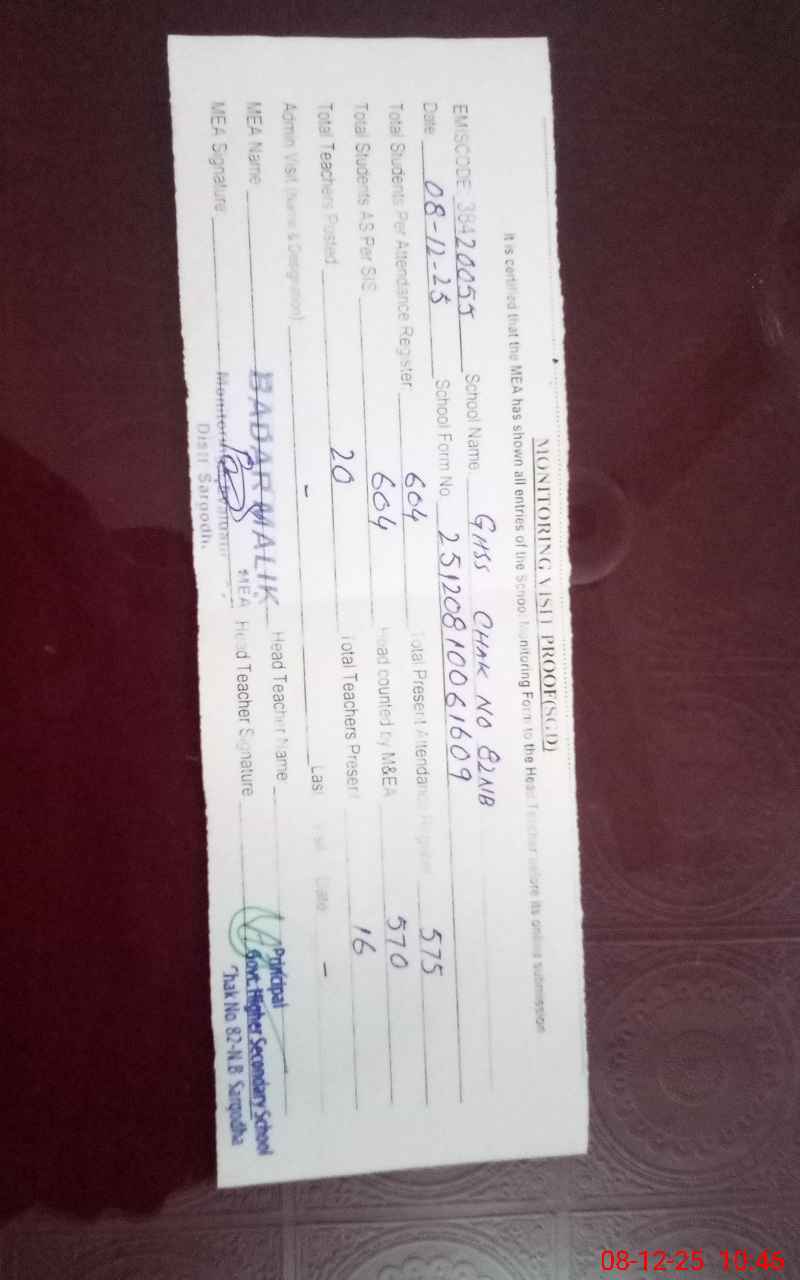 MONITORING VISIT PROOF(SGD)
It is certified that the MEA has shown all entries of the School Monitoring Form to the Head Teacher before its online submission
EMISCODE 38420055 School Name GHSS CHAK NO 82NB
Date 08-12-25 School Form No 25120810061609
Total Students Per Attendance Register 604 Total Present Attendance Register 575
Total Students AS Per SIS 604 Head counted by M&EA 570
Total Teachers Posted 20 Total Teachers Present 16
Admin Visit (Name & Designation) - Last Visit Date -
MEA Name BADAR MALIK Head Teacher Name
MEA Signature MEA Head Teacher Signature
Distt Sargodh.
Principal
Govt. Higher Secondary School
Chak No 82-N.B Sargodha
08-12-25 10:46